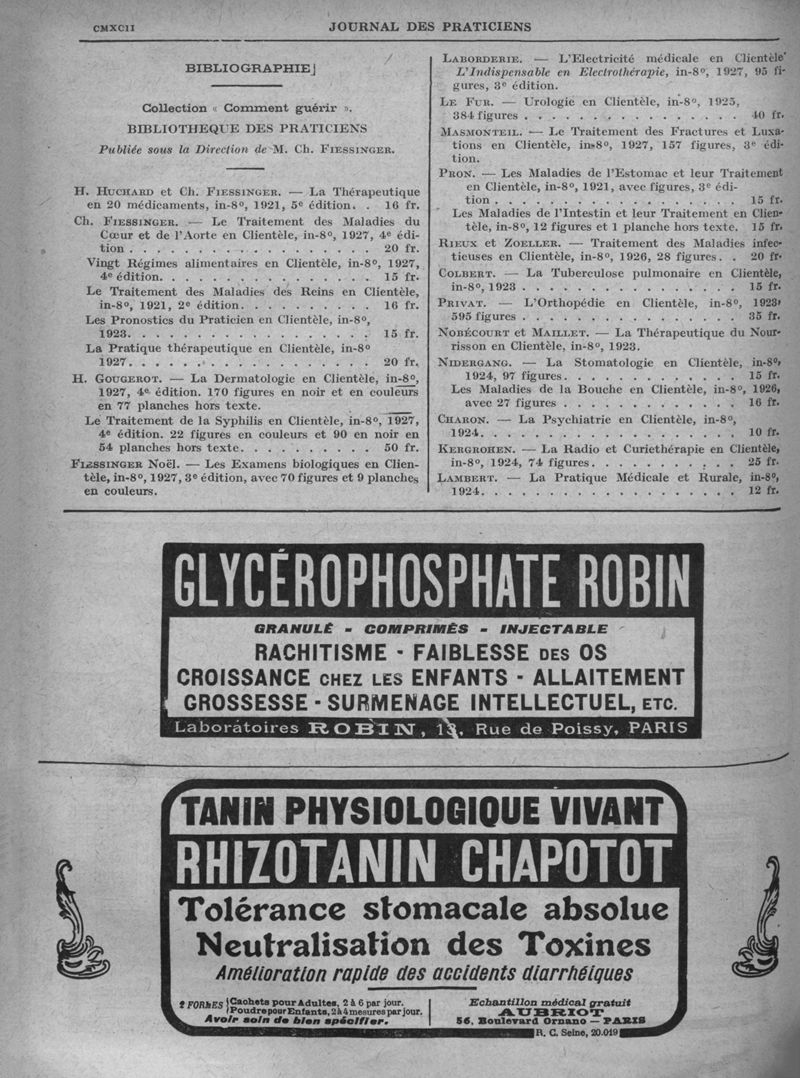 CMXCII
JOURNAL DES PRATICIENS
BIBLIOGRAPHIE
Collection « Comment guérir ».
BIBLIOTHEQUE DES PRATICIENS
Publiée sous la Direction de M. Ch. FIESSINGER.
H. HUCHARD et Ch. FIESSINGER. — La Thérapeutique
en 20 médicaments, in-8°, 1921, 5e édition. . 16 fr.
Ch. FIESSINGER. — Le Traitement des Maladies du
Cœur et de l'Aorte en Clientèle, in-8°, 1927, 4e édi-
tion . . . . . . . . . . . . . . . . . 20 fr.
Vingt Régimes alimentaires en Clientèle, in-8°, 1927,
4e édition. . . . . . . . . . . . . . . 15 fr.
Le Traitement des Maladies des Reins en Clientèle,
in-8°, 1921, 2e édition. . . . . . . . . . 16 fr.
Les Pronostics du Praticien en Clientèle, in-8°,
1923. . . . . . . . . . . . . . . . . 15 fr.
La Pratique thérapeutique en Clientèle, in-8°
1927. . . . . . . . . . . . . . . . . 20 fr.
H. GOUGEROT. — La Dermatologie en Clientèle, in-8°,
1927, 4e édition. 170 figures en noir et en couleurs
en 77 planches hors texte.
Le Traitement de la Syphilis en Clientèle, in-8°, 1927,
4e édition. 22 figures en couleurs et 90 en noir en
54 planches hors texte. . . . . . . . . . 50 fr.
FIESSINGER Noël. — Les Examens biologiques en Clien-
tèle, in-8°, 1927, 3e édition, avec 70 figures et 9 planches
en couleurs.
LABORDERIE. — L'Electricité médicale en Clientèle
L'Indispensable en Electrothérapie, in-8°, 1927, 95 fi-
gures, 3e édition.
LE FUR. — Urologie en Clientèle, in-8°, 1925,
384 figures . . . . . . . . . . . . . . . 40 fr.
MASMONTEIL. — Le Traitement des Fractures et Luxa-
tions en Clientèle, in-8°, 1927, 157 figures, 3e édi-
tion.
PRON. — Les Maladies de l'Estomac et leur Traitement
en Clientèle, in-8°, 1921, avec figures, 3e édi-
tion . . . . . . . . . . . . . . . . . 15 fr.
Les Maladies de l'Intestin et leur Traitement en Clien-
tèle, in-8°, 12 figures et 1 planche hors texte. 15 fr.
RIEUX et ZOELLER. — Traitement des Maladies infec-
tieuses en Clientèle, in-8°, 1926, 28 figures. . 20 fr.
COLBERT. — La Tuberculose pulmonaire en Clientèle,
in-8°, 1923 . . . . . . . . . . . . . . . 15 fr.
PRIVAT. — L'Orthopédie en Clientèle, in-8°, 1923,
595 figures . . . . . . . . . . . . . . . 35 fr.
NOBÉCOURT et MAILLET. — La Thérapeutique du Nour-
risson en Clientèle, in-8°, 1923.
NIDERGANG. — La Stomatologie en Clientèle, in-8°,
1924, 97 figures. . . . . . . . . . . . . 15 fr.
Les Maladies de la Bouche en Clientèle, in-8°, 1926,
avec 27 figures . . . . . . . . . . . . . 16 fr.
CHARON. — La Psychiatrie en Clientèle, in-8°,
1924. . . . . . . . . . . . . . . . . 10 fr.
KERGROHEN. — La Radio et Curiethérapie en Clientèle,
in-8°, 1924, 74 figures. . . . . . . . . . . 25 fr.
LAMBERT. — La Pratique Médicale et Rurale, in-8°,
1924. . . . . . . . . . . . . . . . . 12 fr.
GLYCÉROPHOSPHATE ROBIN
GRANULÉ - COMPRIMÉS - INJECTABLE
RACHITISME - FAIBLESSE DES OS
CROISSANCE CHEZ LES ENFANTS - ALLAITEMENT
GROSSESSE - SURMENAGE INTELLECTUEL, ETC.
Laboratoires ROBIN, 13, Rue de Poissy, PARIS
TANIN PHYSIOLOGIQUE VIVANT
RHIZOTANIN CHAPOTOT
Tolérance stomacale absolue
Neutralisation des Toxines
Amélioration rapide des accidents diarrhéiques
2 FORMES { Cachets pour Adultes, 2 à 6 par jour.
Poudre pour Enfants, 2 à 4 mesures par jour.
Avoir soin de bien spécifier.
Echantillon médical gratuit
AUBRIOT
56, Boulevard Ornano — PARIS
R. C. Seine, 20.019